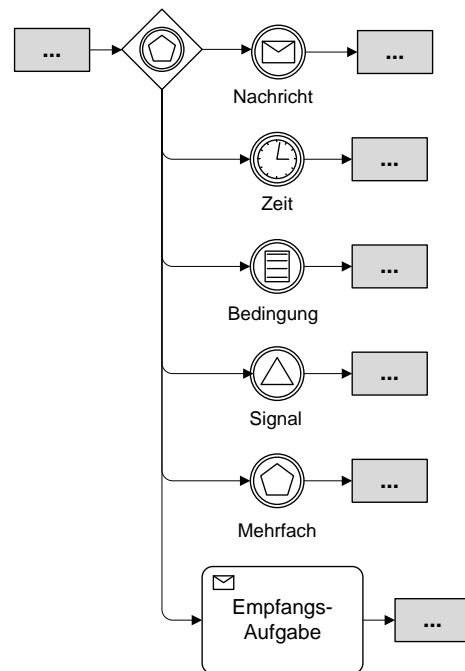 ...
...
Nachricht
...
Zeit
...
Bedingung
...
Signal
...
Mehrfach
Empfangs-
Aufgabe
...